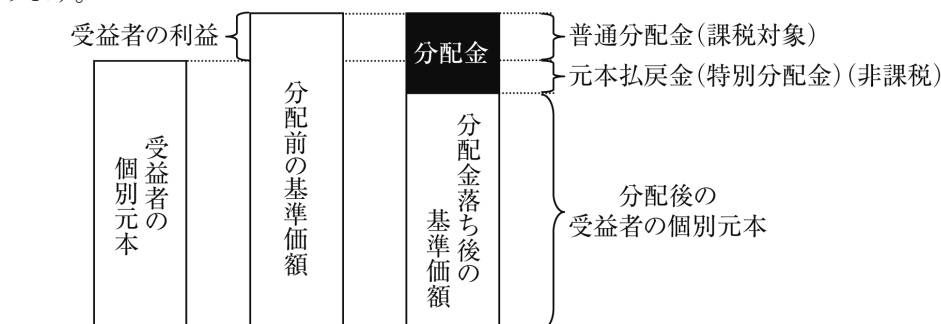 受益者の利益
分配金
普通分配金(課税対象)
元本払戻金(特別分配金)(非課税)
受益者の
個別元本
分配前の基準価額
分配金落ち後の
基準価額
分配後の
受益者の個別元本